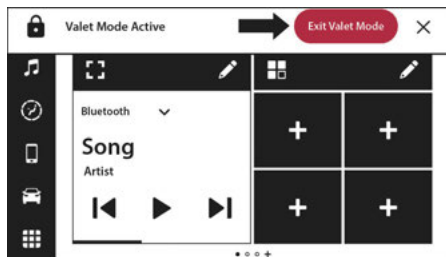 Valet Mode Active
Exit Valet Mode
Bluetooth
Song
Artist